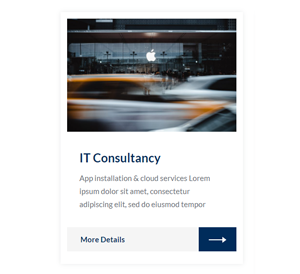 IT Consultancy
App installation & cloud services Lorem
ipsum dolor sit amet, consectetur
adipiscing elit, sed do eiusmod tempor
More Details